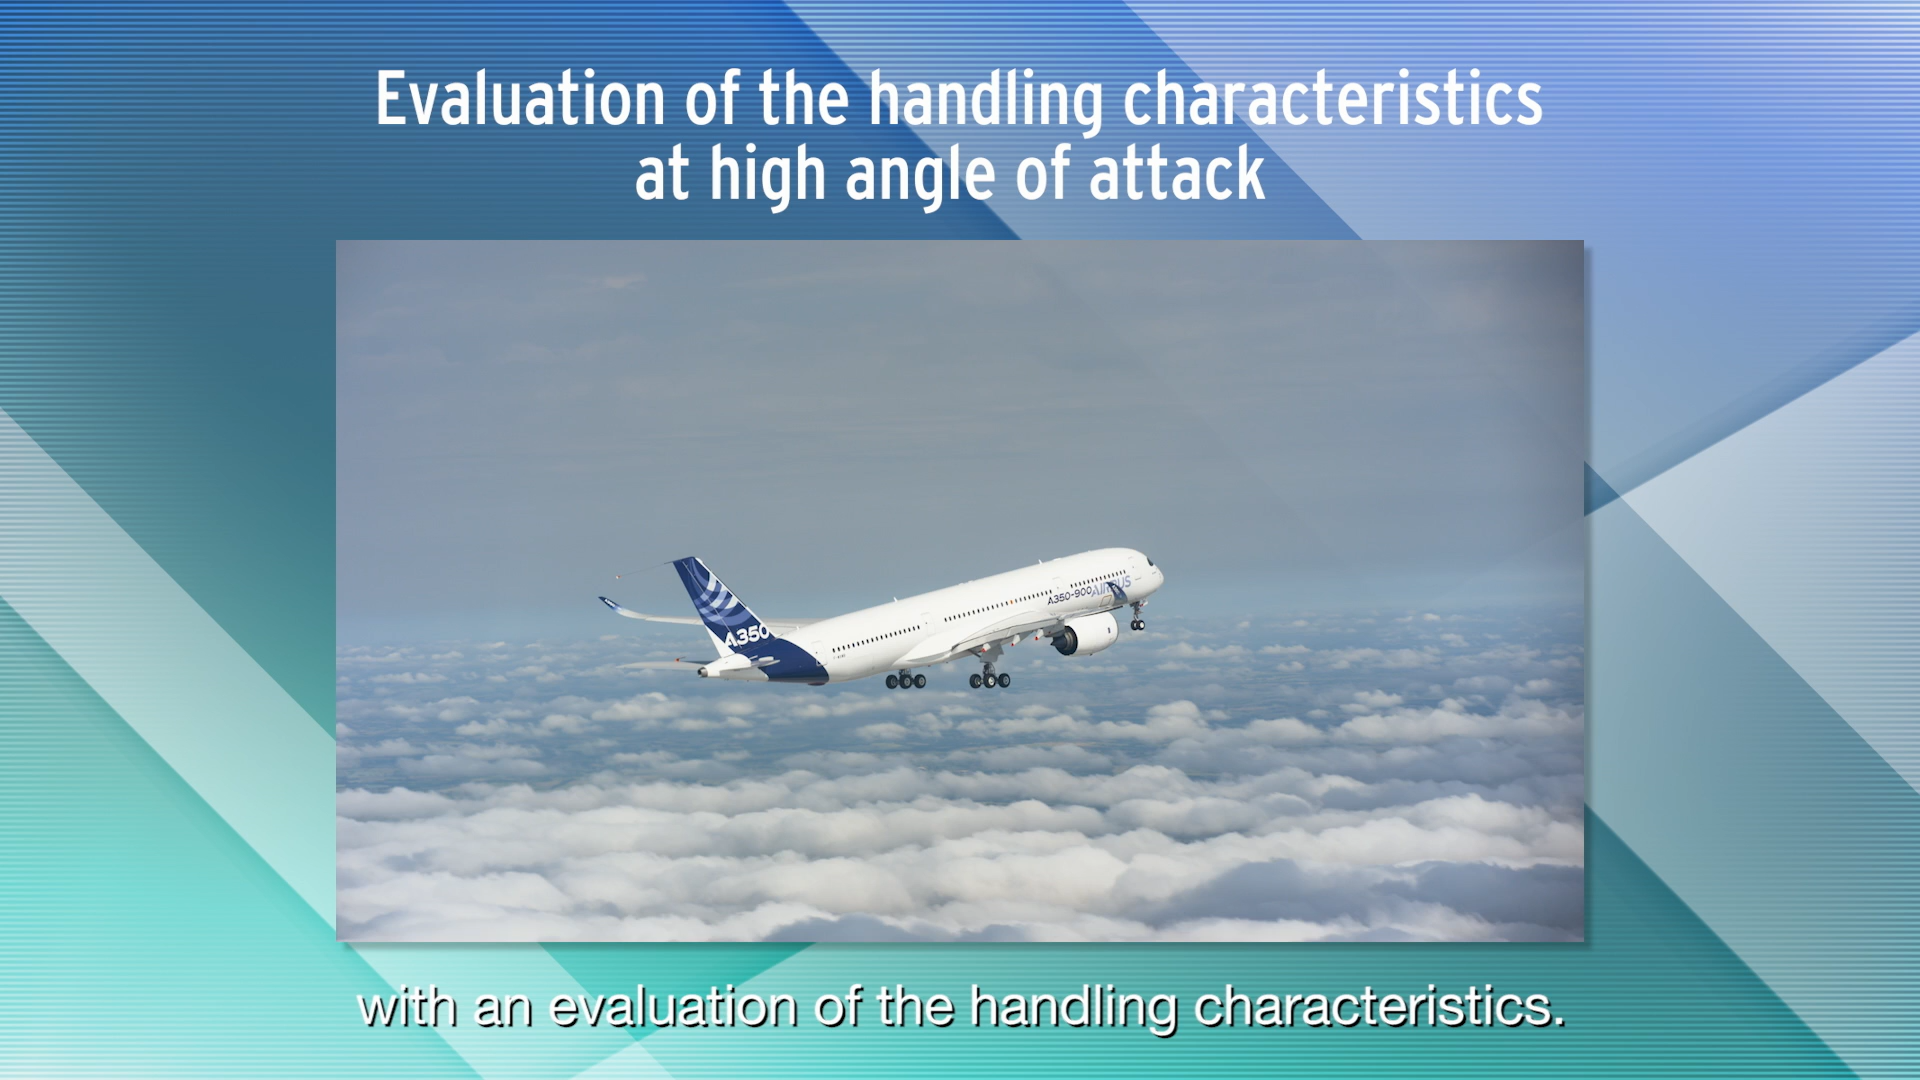 Evaluation of the handling characteristics
at high angle of attack
A350
A350-900
AIRBUS
with an evaluation of the handling characteristics.